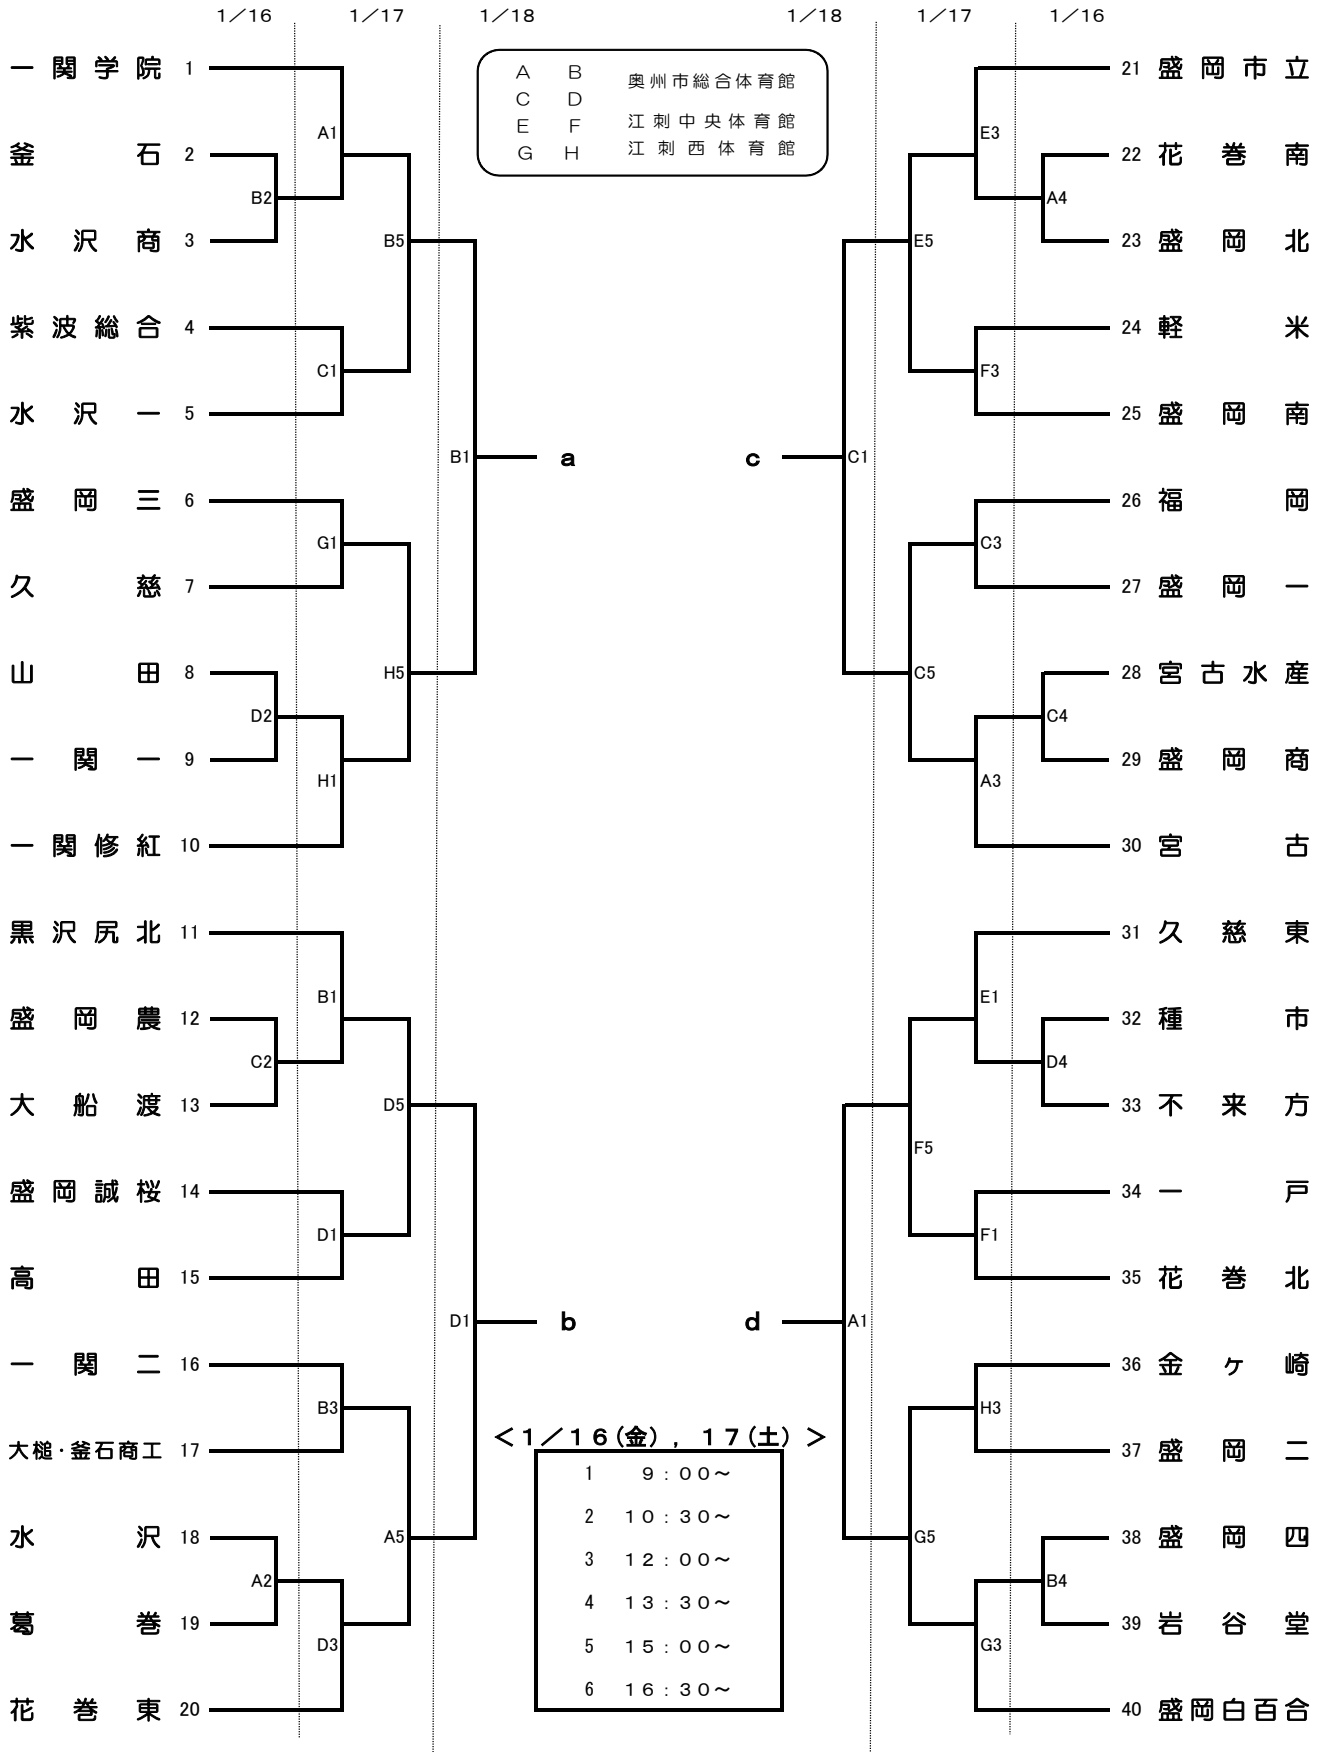 1／16 1／17 1／18 1／18 1／17 1／16
A B 奥州市総合体育館
C D
E F 江刺中央体育館
G H 江刺西体育館
一関学院 1 21 盛岡市立
A1 E3
釜石 2 22 花巻南
B2 A4
水沢商 3 B5 E5 23 盛岡北
紫波総合 4 24 軽米
C1 F3
水沢一 5 25 盛岡南
B1 a c C1
盛岡三 6 26 福岡
G1 C3
久慈 7 27 盛岡一
山田 8 H5 C5 28 宮古水産
D2 C4
一関一 9 29 盛岡商
H1 A3
一関修紅 10 30 宮古
黒沢尻北 11 31 久慈東
B1 E1
盛岡農 12 32 種市
C2 D4
大船渡 13 D5 33 不来方
F5
盛岡誠桜 14 34 一戸
D1 F1
高田 15 35 花巻北
D1 b d A1
一関二 16 36 金ヶ崎
B3 H3
＜1／16(金)，17(土)＞
大槌・釜石商工 17 37 盛岡二
1 9：00～
2 10：30～
水沢 18 A5 G5 38 盛岡四
3 12：00～
A2 B4
4 13：30～
葛巻 19 39 岩谷堂
D3 G3
5 15：00～
6 16：30～
花巻東 20 40 盛岡白百合